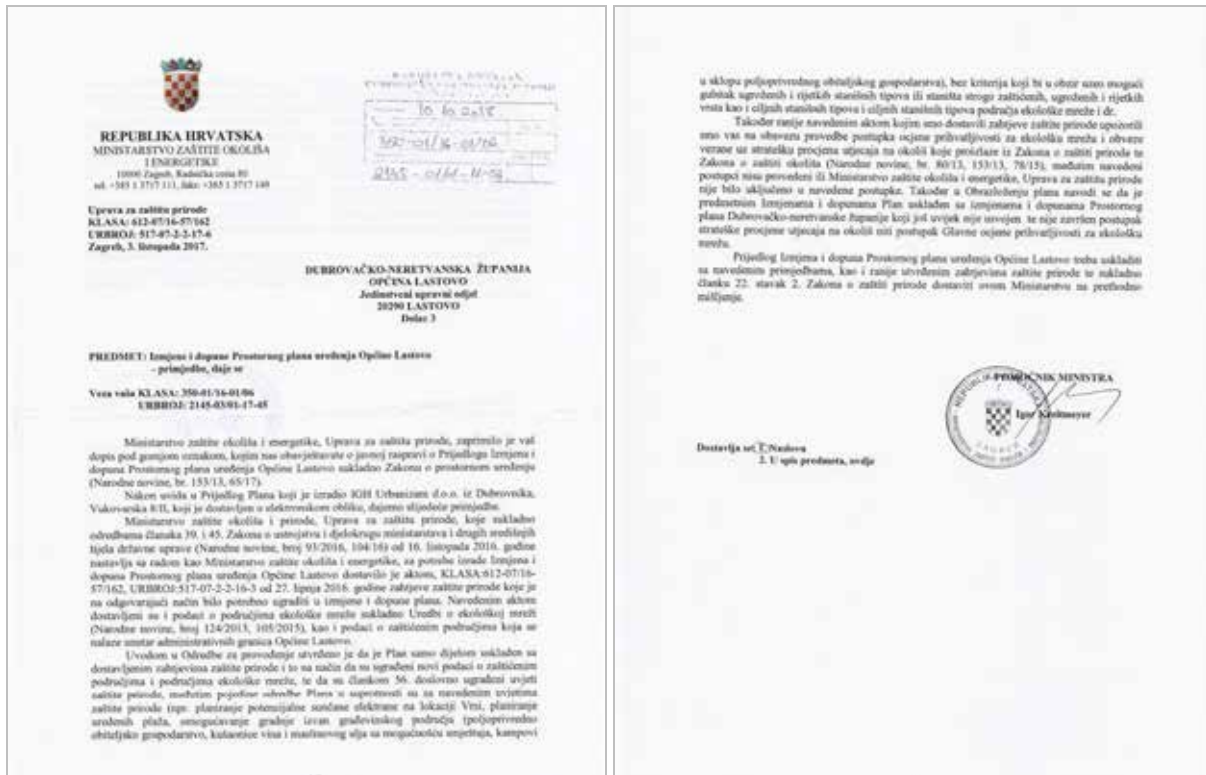 REPUBLIKA HRVATSKA
MINISTARSTVO ZAŠTITE OKOLIŠA
I ENERGETIKE
10000 Zagreb, Radnička cesta 80
tel: +385 1 3717 111, faks: +385 1 3717 149
Uprava za zaštitu prirode
KLASA: 612-07/16-57/162
URBROJ: 517-07-2-2-17-6
Zagreb, 3. listopada 2017.
DUBROVAČKO-NERETVANSKA ŽUPANIJA
OPĆINA LASTOVO
Jedinstveni upravni odjel
20290 LASTOVO
Dolac 3
PREDMET: Izmjene i dopune Prostornog plana uređenja Općine Lastovo
- primjedbe, daje se
Veza vaša KLASA: 350-01/16-01/06
URBROJ: 2145-03/01-17-45
Ministarstvo zaštite okoliša i energetike, Uprava za zaštitu prirode, zaprimilo je vaš
dopis pod gornjom oznakom, kojim nas obavještavate o javnoj raspravi o Prijedlogu Izmjena i
dopuna Prostornog plana uređenja Općine Lastovo sukladno Zakonu o prostornom uređenju
(Narodne novine, br. 153/13, 65/17).
Nakon uvida u Prijedlog Plana koji je izradio IGH Urbanizam d.o.o. iz Dubrovnika,
Vukovarska 8/II, koji je dostavljen u elektronskom obliku, dajemo slijedeće primjedbe.
Ministarstvo zaštite okoliša i prirode, Uprava za zaštitu prirode, koje sukladno
odredbama članaka 39. i 45. Zakona o ustrojstvu i djelokrugu ministarstava i drugih središnjih
tijela državne uprave (Narodne novine, broj 93/2016, 104/16) od 16. listopada 2016. godine
nastavlja sa radom kao Ministarstvo zaštite okoliša i energetike, za potrebe izrade Izmjena i
dopuna Prostornog plana uređenja Općine Lastovo dostavilo je aktom, KLASA:612-07/16-
57/162, URBROJ:517-07-2-2-16-3 od 27. lipnja 2016. godine zahtjeve zaštite prirode koje je
na odgovarajući način bilo potrebno ugraditi u izmjene i dopune plana. Navedenim aktom
dostavljeni su i podaci o područjima ekološke mreže sukladno Uredbi o ekološkoj mreži
(Narodne novine, broj 124/2013, 105/2015), kao i podaci o zaštićenim područjima koja se
nalaze unutar administrativnih granica Općine Lastovo.
Uvidom u Odredbe za provođenje utvrđeno je da je Plan samo dijelom usklađen sa
dostavljenim zahtjevima zaštite prirode i to na način da su ugrađeni novi podaci o zaštićenim
područjima i područjima ekološke mreže, te da su člankom 56. doslovno ugrađeni uvjeti
zaštite prirode, međutim pojedine odredbe Plana u suprotnosti su sa navedenim uvjetima
zaštite prirode (npr. planiranje potencijalne sunčane elektrane na lokaciji Vrsi, planiranje
uređenih plaža, omogućavanje gradnje izvan građevinskog područja (poljoprivredno
obiteljsko gospodarstvo, kušaonice vina i maslinovog ulja sa mogućnošću smještaja, kampovi
u sklopu poljoprivrednog obiteljskog gospodarstva), bez kriterija koji bi u obzir uzeo mogući
gubitak ugroženih i rijetkih stanišnih tipova ili staništa strogo zaštićenih, ugroženih i rijetkih
vrsta kao i ciljnih stanišnih tipova i ciljnih stanišnih tipova područja ekološke mreže i dr.
Također ranije navedenim aktom kojim smo dostavili zahtjeve zaštite prirode upozorili
smo vas na obavezu provedbe postupka ocjene prihvatljivosti za ekološku mrežu i obveze
vezane uz stratešku procjenu utjecaja na okoliš koje proizlaze iz Zakona o zaštiti prirode te
Zakona o zaštiti okoliša (Narodne novine, br. 80/13, 153/13, 78/15), međutim navedeni
postupci nisu provedeni ili Ministarstvo zaštite okoliša i energetike, Uprava za zaštitu prirode
nije bilo uključeno u navedene postupke. Također u Obrazloženju plana navodi se da je
predmetnim Izmjenama i dopunama Plan usklađen sa izmjenama i dopunama Prostornog
plana Dubrovačko-neretvanske županije koji još uvijek nije usvojen te nije završen postupak
strateške procjene utjecaja na okoliš niti postupak Glavne ocjene prihvatljivosti za ekološku
mrežu.
Prijedlog Izmjena i dopuna Prostornog plana uređenja Općine Lastovo treba uskladiti
sa navedenim primjedbama, kao i ranije utvrđenim zahtjevima zaštite prirode te sukladno
članku 22. stavak 2. Zakona o zaštiti prirode dostaviti ovom Ministarstvu na prethodno
mišljenje.
POMOĆNIK MINISTRA
Igor Kreitmeyer
Dostavlja se: 1. Naslovu
2. U spis predmeta, ovdje